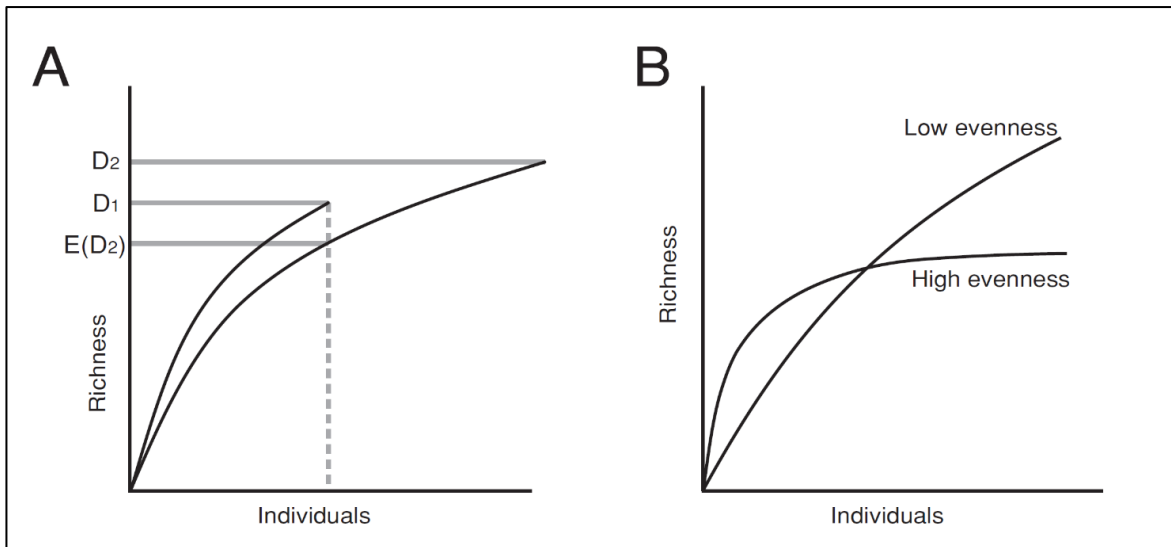 A
D2
D1
E(D2)
Richness
Individuals
B
Low evenness
High evenness
Richness
Individuals